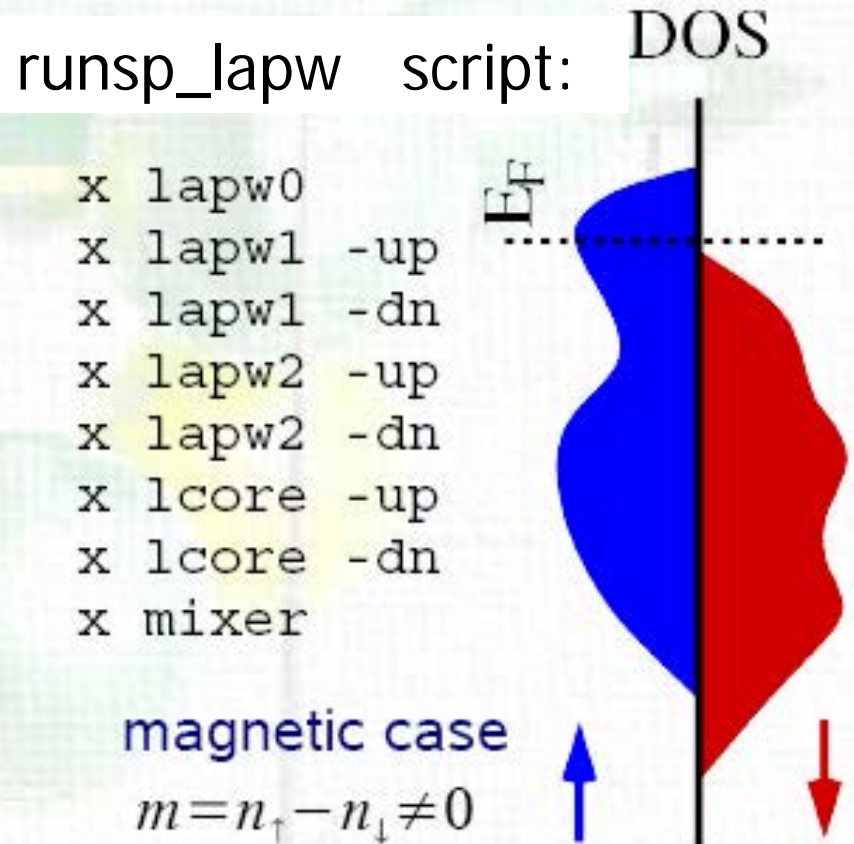 DOS
runsp_lapw script:
E_F
x lapw0
x lapw1 -up
x lapw1 -dn
x lapw2 -up
x lapw2 -dn
x lcore -up
x lcore -dn
x mixer
magnetic case
m=n↑−n↓≠0